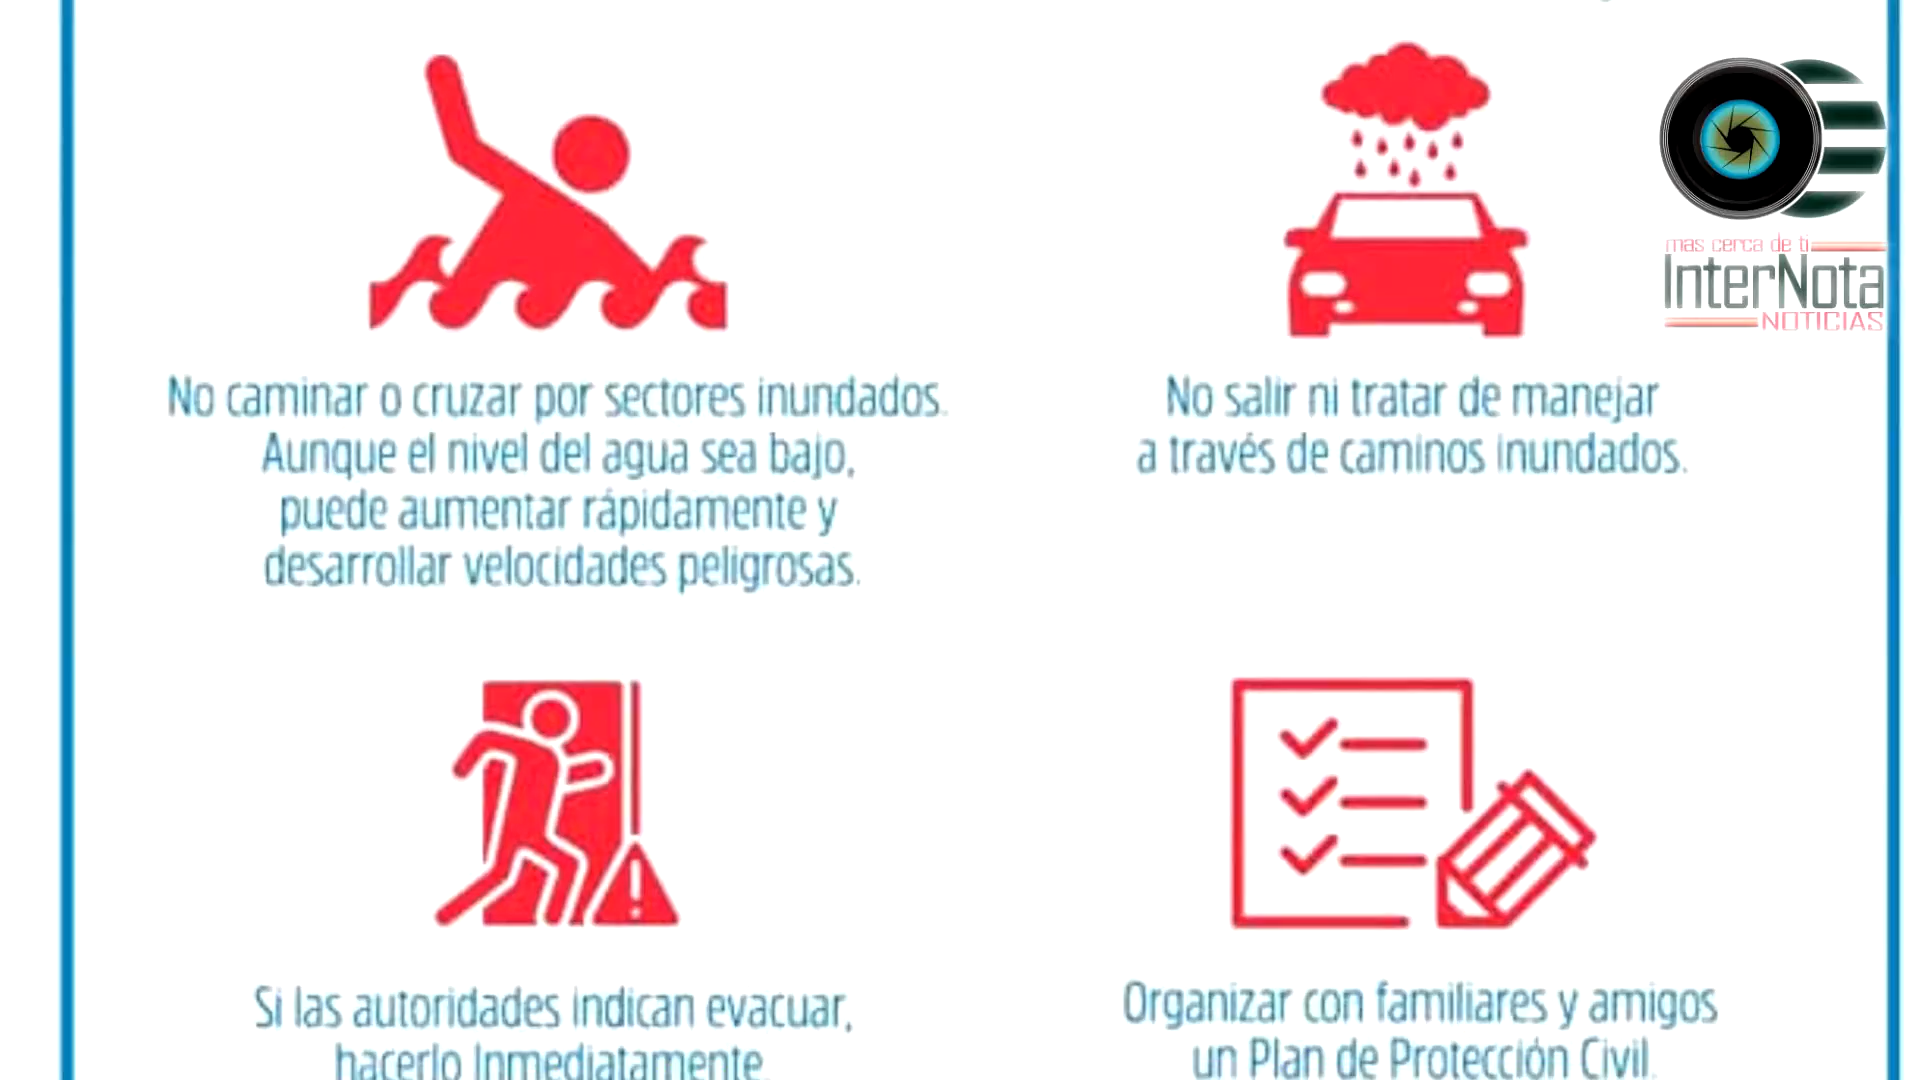 No caminar o cruzar por sectores inundados.
Aunque el nivel del agua sea bajo,
puede aumentar rápidamente y
desarrollar velocidades peligrosas.
No salir ni tratar de manejar
a través de caminos inundados.
mas cerca de ti
InterNota
NOTICIAS
Si las autoridades indican evacuar,
hacerlo Inmediatamente.
Organizar con familiares y amigos
un Plan de Protección Civil.